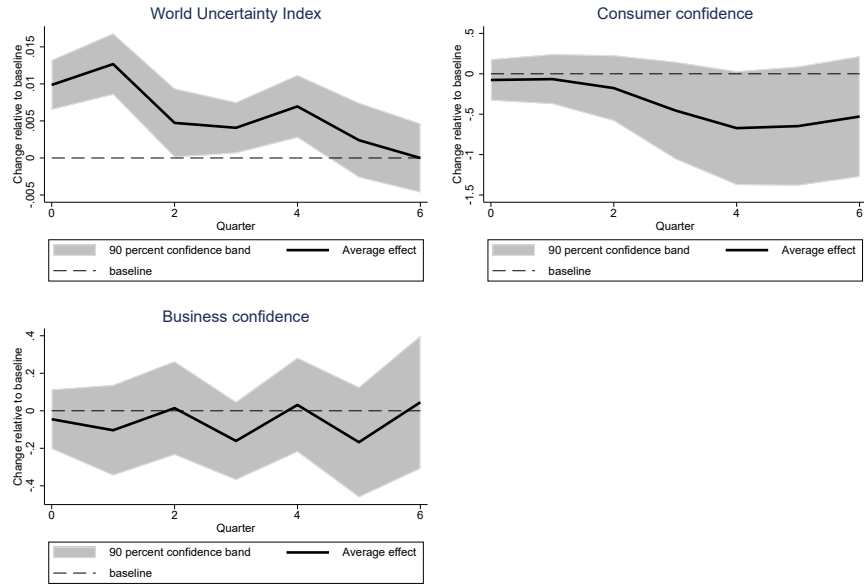 World Uncertainty Index
Change relative to baseline
.015
.01
.005
0
-.005
0 2 4 6
Quarter
90 percent confidence band Average effect
baseline
Consumer confidence
Change relative to baseline
.5
0
-.5
-1
-1.5
0 2 4 6
Quarter
90 percent confidence band Average effect
baseline
Business confidence
Change relative to baseline
.4
.2
0
-.2
-.4
0 2 4 6
Quarter
90 percent confidence band Average effect
baseline